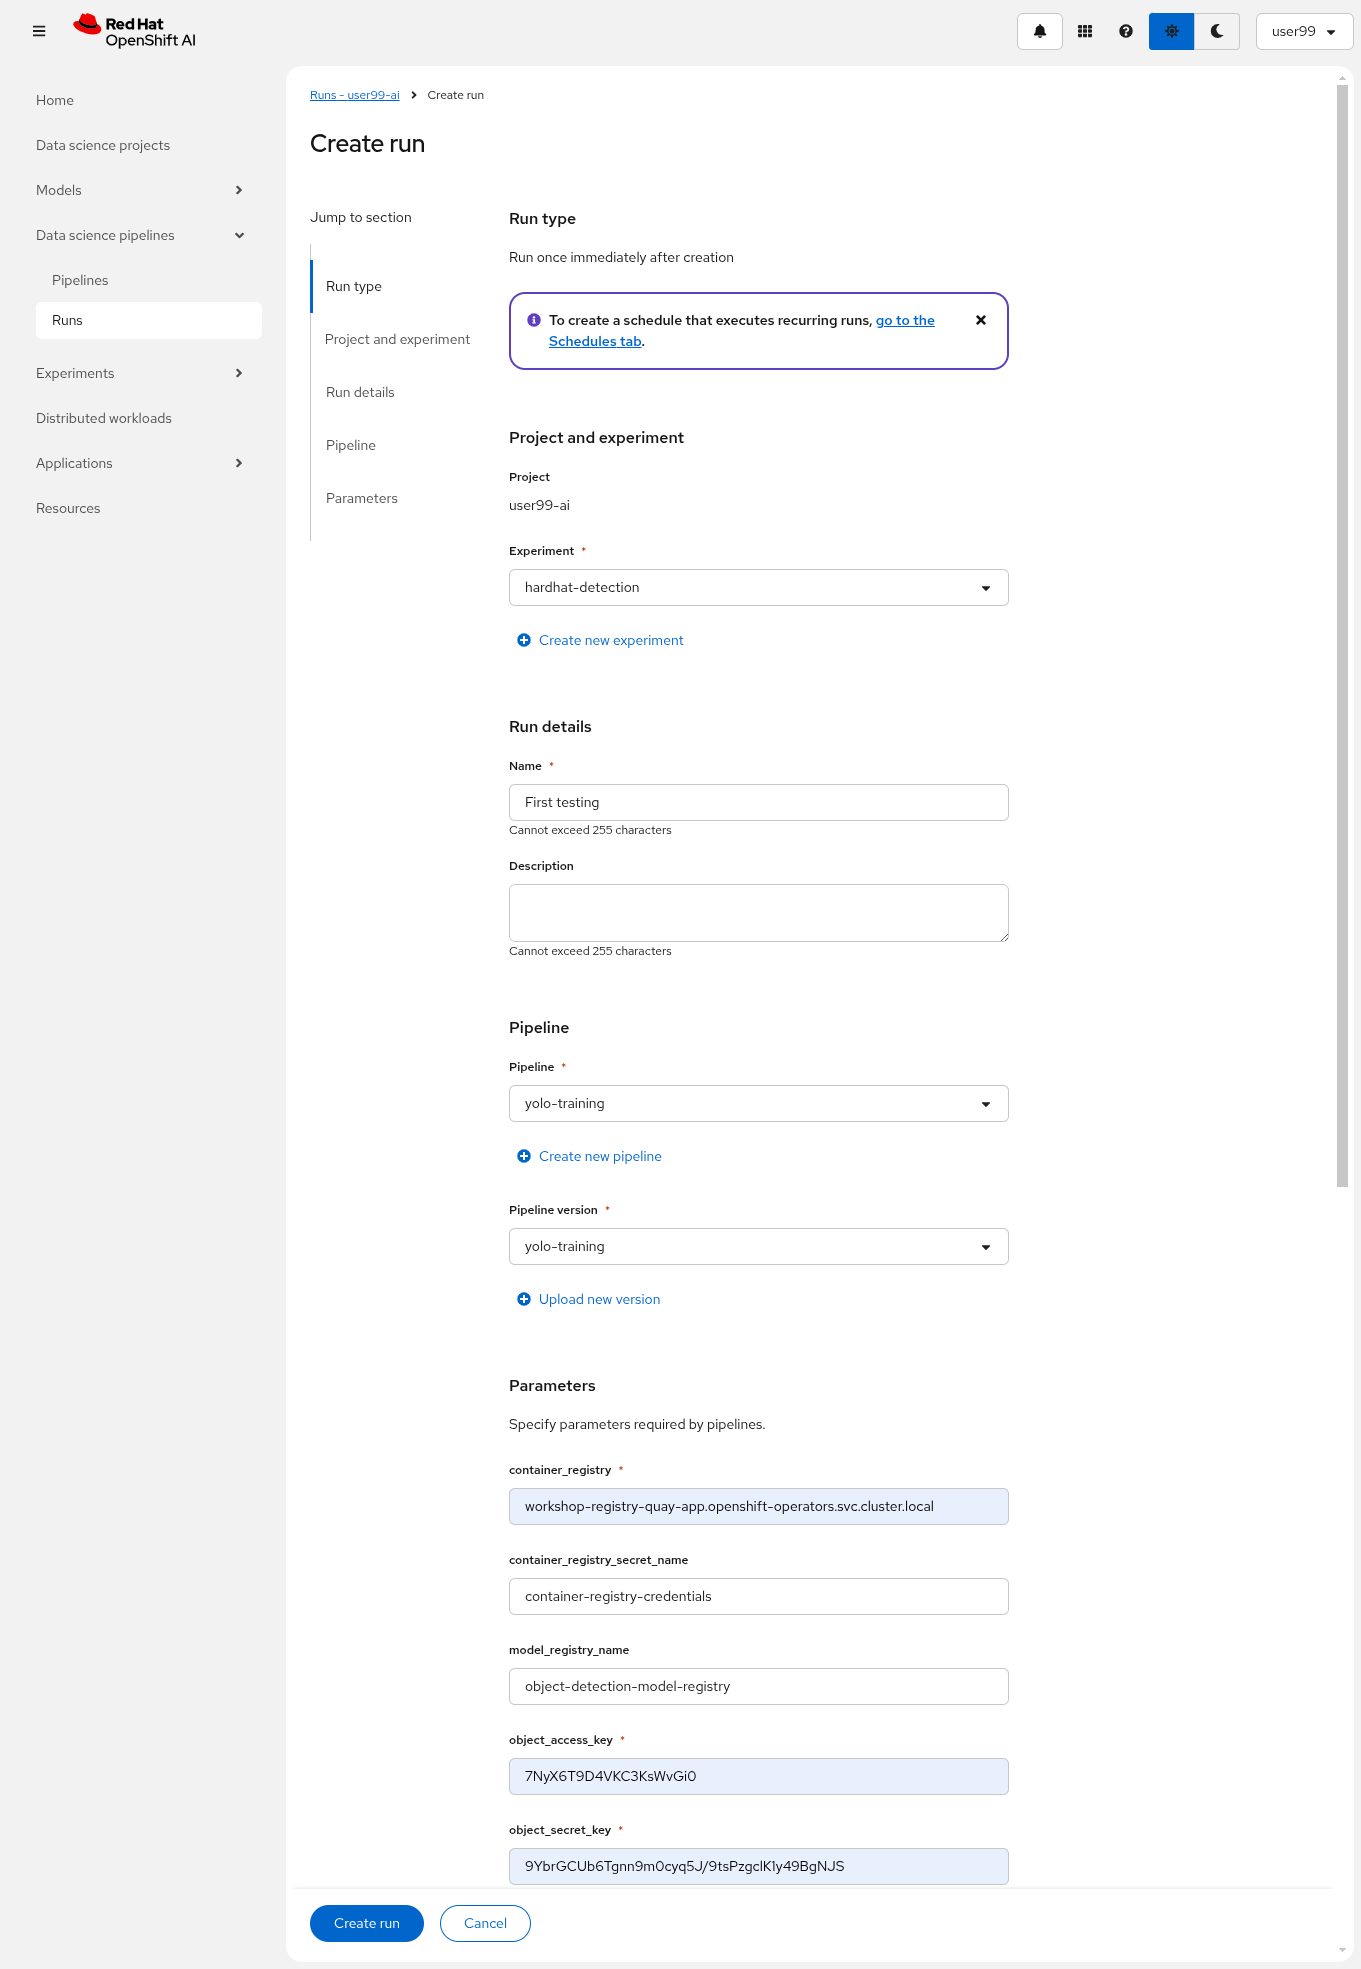 Red Hat
OpenShift AI
user99
Home
Data science projects
Models
Data science pipelines
Pipelines
Runs
Experiments
Distributed workloads
Applications
Resources
Runs - user99-ai
Create run
Create run
Jump to section
Run type
Project and experiment
Run details
Pipeline
Parameters
Run type
Run once immediately after creation
To create a schedule that executes recurring runs, go to the
Schedules tab.
Project and experiment
Project
user99-ai
Experiment *
hardhat-detection
Create new experiment
Run details
Name *
First testing
Cannot exceed 255 characters
Description
Cannot exceed 255 characters
Pipeline
Pipeline *
yolo-training
Create new pipeline
Pipeline version *
yolo-training
Upload new version
Parameters
Specify parameters required by pipelines.
container_registry *
workshop-registry-quay-app.openshift-operators.svc.cluster.local
container_registry_secret_name
container-registry-credentials
model_registry_name
object-detection-model-registry
object_access_key *
7NyX6T9D4VKC3KsWvGi0
object_secret_key *
9YbrGCUb6Tgnn9m0cyq5J/9tsPzgclK1y49BgNJS
Create run
Cancel